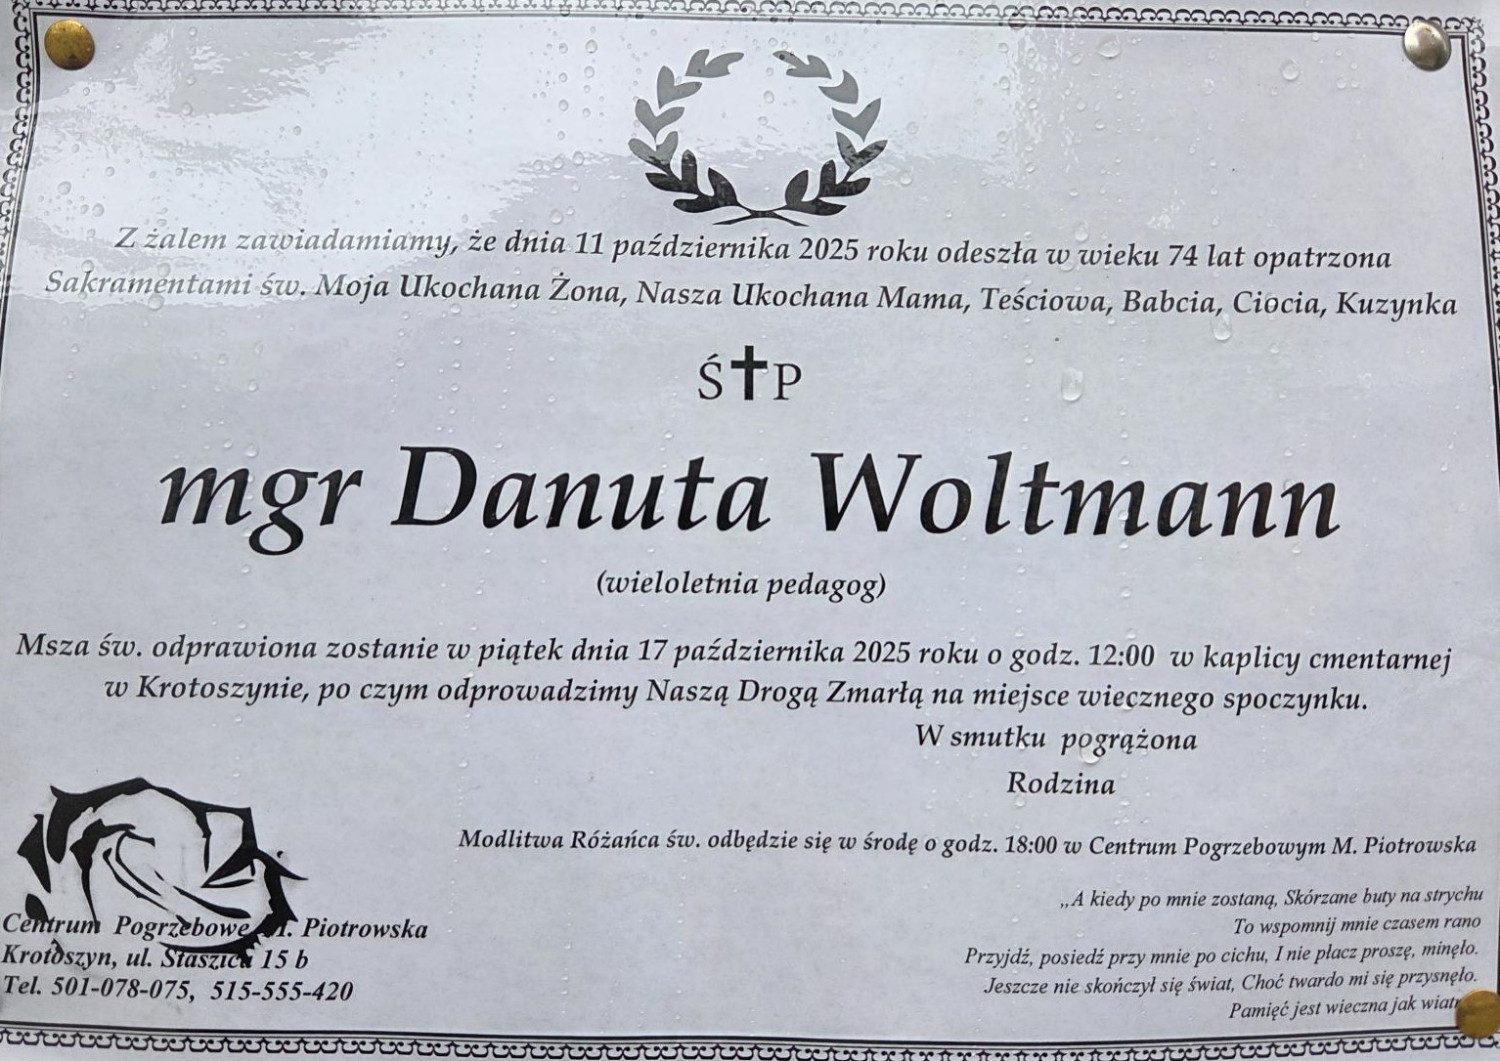 Z żalem zawiadamiamy, że dnia 11 października 2025 roku odeszła w wieku 74 lat opatrzona
Sakramentami św. Moja Ukochana Żona, Nasza Ukochana Mama, Teściowa, Babcia, Ciocia, Kuzynka
Ś✝P
mgr Danuta Woltmann
(wieloletnia pedagog)
Msza św. odprawiona zostanie w piątek dnia 17 października 2025 roku o godz. 12:00 w kaplicy cmentarnej
w Krotoszynie, po czym odprowadzimy Naszą Drogą Zmarłą na miejsce wiecznego spoczynku.
W smutku pogrążona
Rodzina
Modlitwa Różańca św. odbędzie się w środę o godz. 18:00 w Centrum Pogrzebowym M. Piotrowska
„A kiedy po mnie zostaną, Skórzane buty na strychu
To wspomnij mnie czasem rano
Przyjdź, posiedź przy mnie po cichu, I nie płacz proszę, minęło.
Jeszcze nie skończył się świat, Choć twardo mi się przysnęło.
Pamięć jest wieczna jak wiatr
Centrum Pogrzebowe M. Piotrowska
Krotoszyn, ul. Staszica 15 b
Tel. 501-078-075, 515-555-420